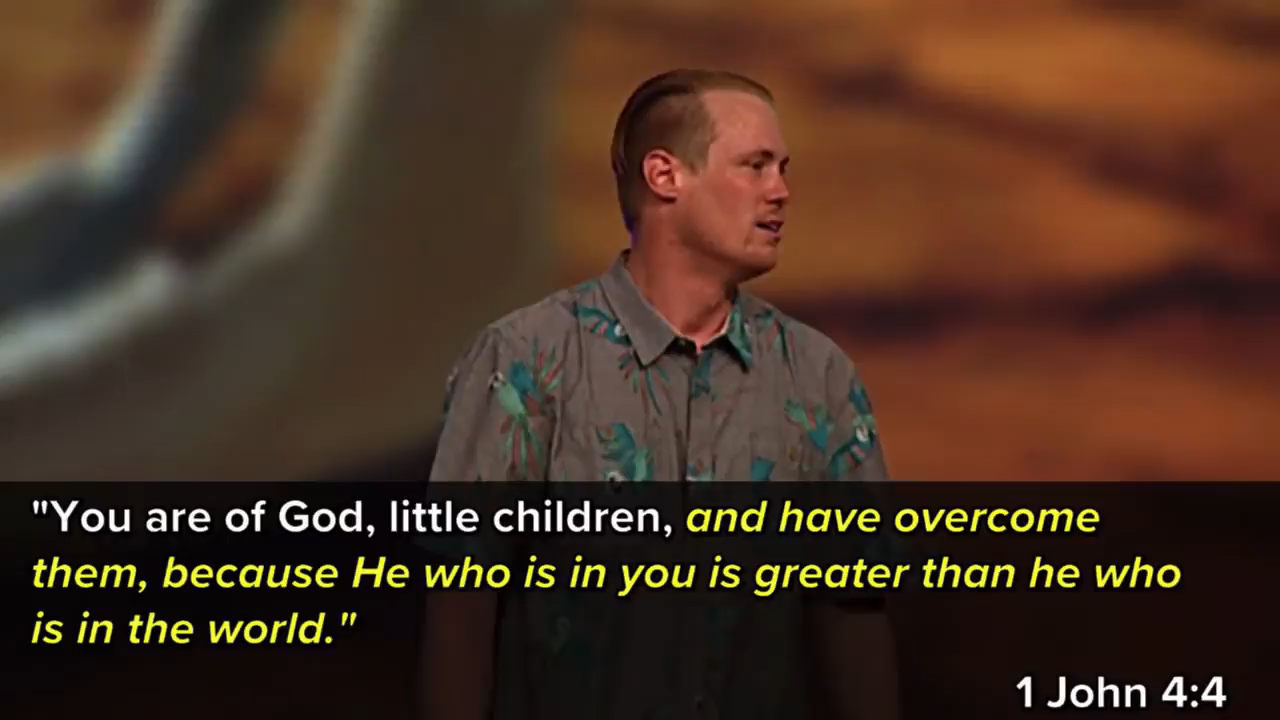 "You are of God, little children, and have overcome
them, because He who is in you is greater than he who
is in the world."
1 John 4:4